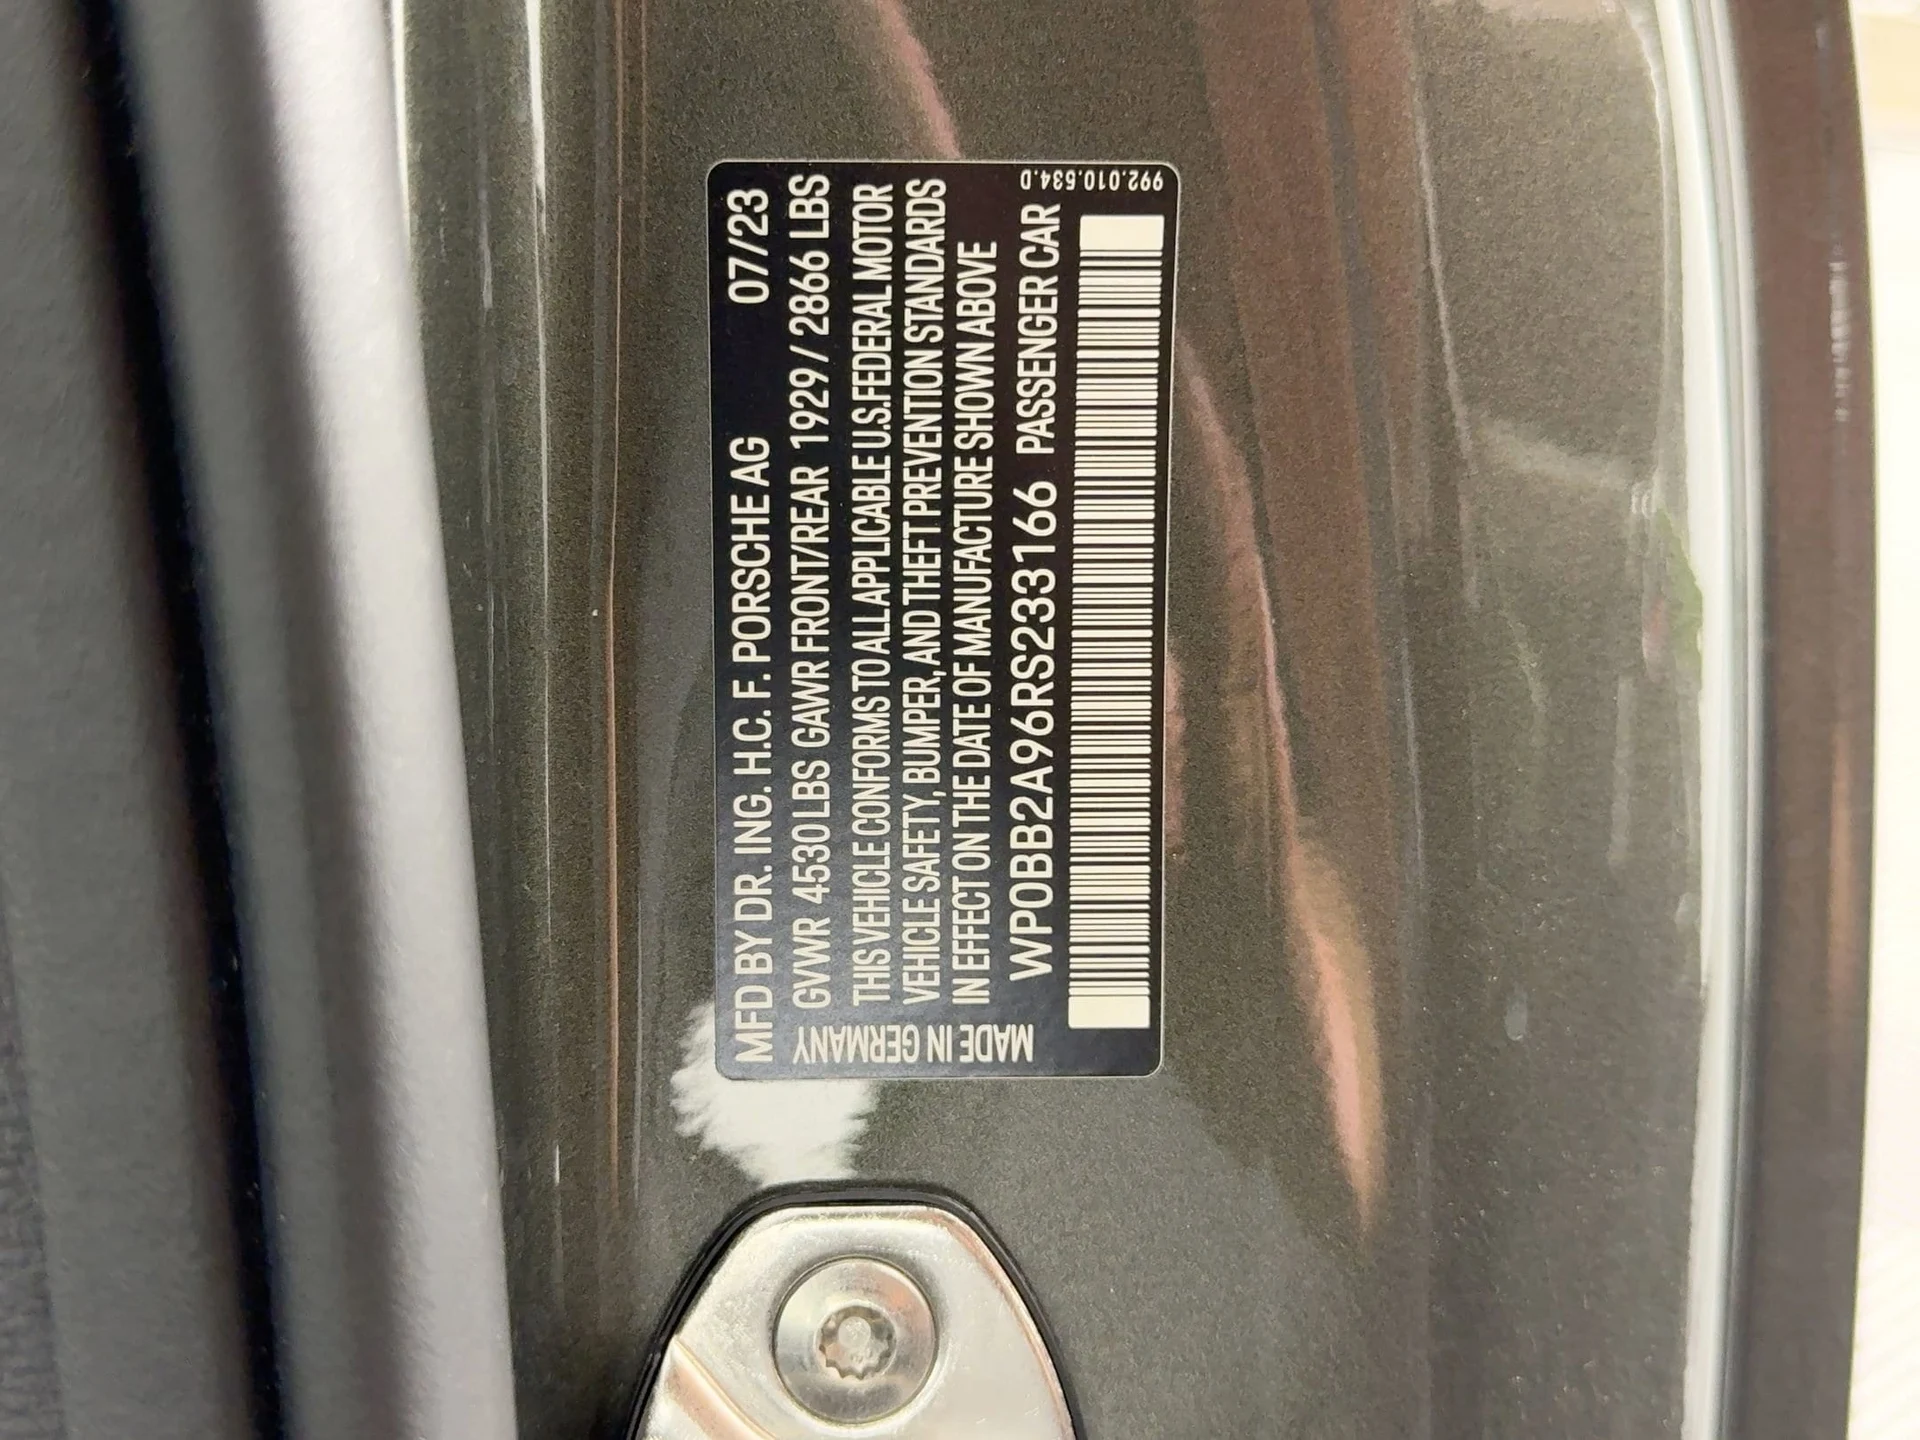 MFD BY DR. ING. H.C. F. PORSCHE AG 07/23
GVWR 4530 LBS GAWR FRONT/REAR 1929 / 2866 LBS
THIS VEHICLE CONFORMS TO ALL APPLICABLE U.S. FEDERAL MOTOR
VEHICLE SAFETY, BUMPER, AND THEFT PREVENTION STANDARDS
IN EFFECT ON THE DATE OF MANUFACTURE SHOWN ABOVE
WP0BB2A96RS233166 PASSENGER CAR
MADE IN GERMANY
992.010.534.D